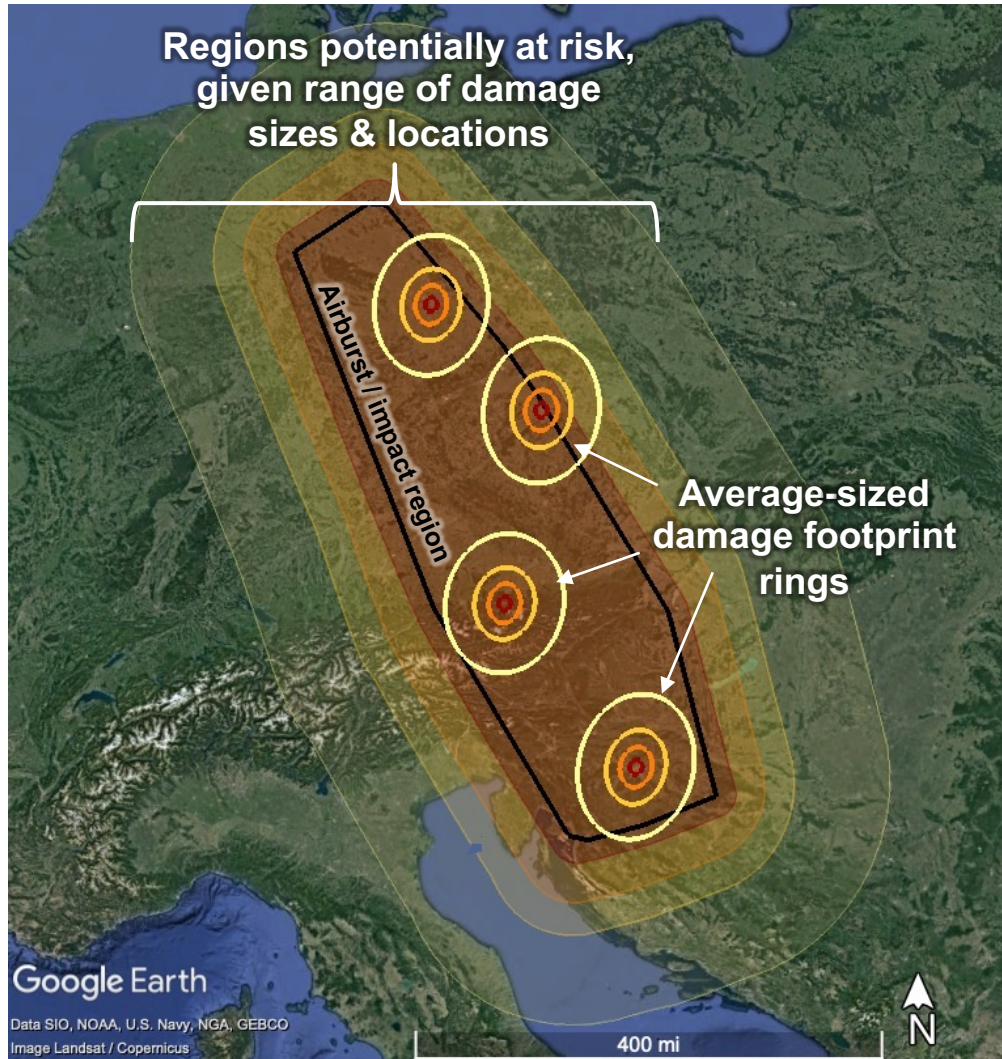 Regions potentially at risk,
given range of damage
sizes & locations
Airburst / impact region
Average-sized
damage footprint
rings
Google Earth
Data SIO, NOAA, U.S. Navy, NGA, GEBCO
Image Landsat / Copernicus
400 mi
N